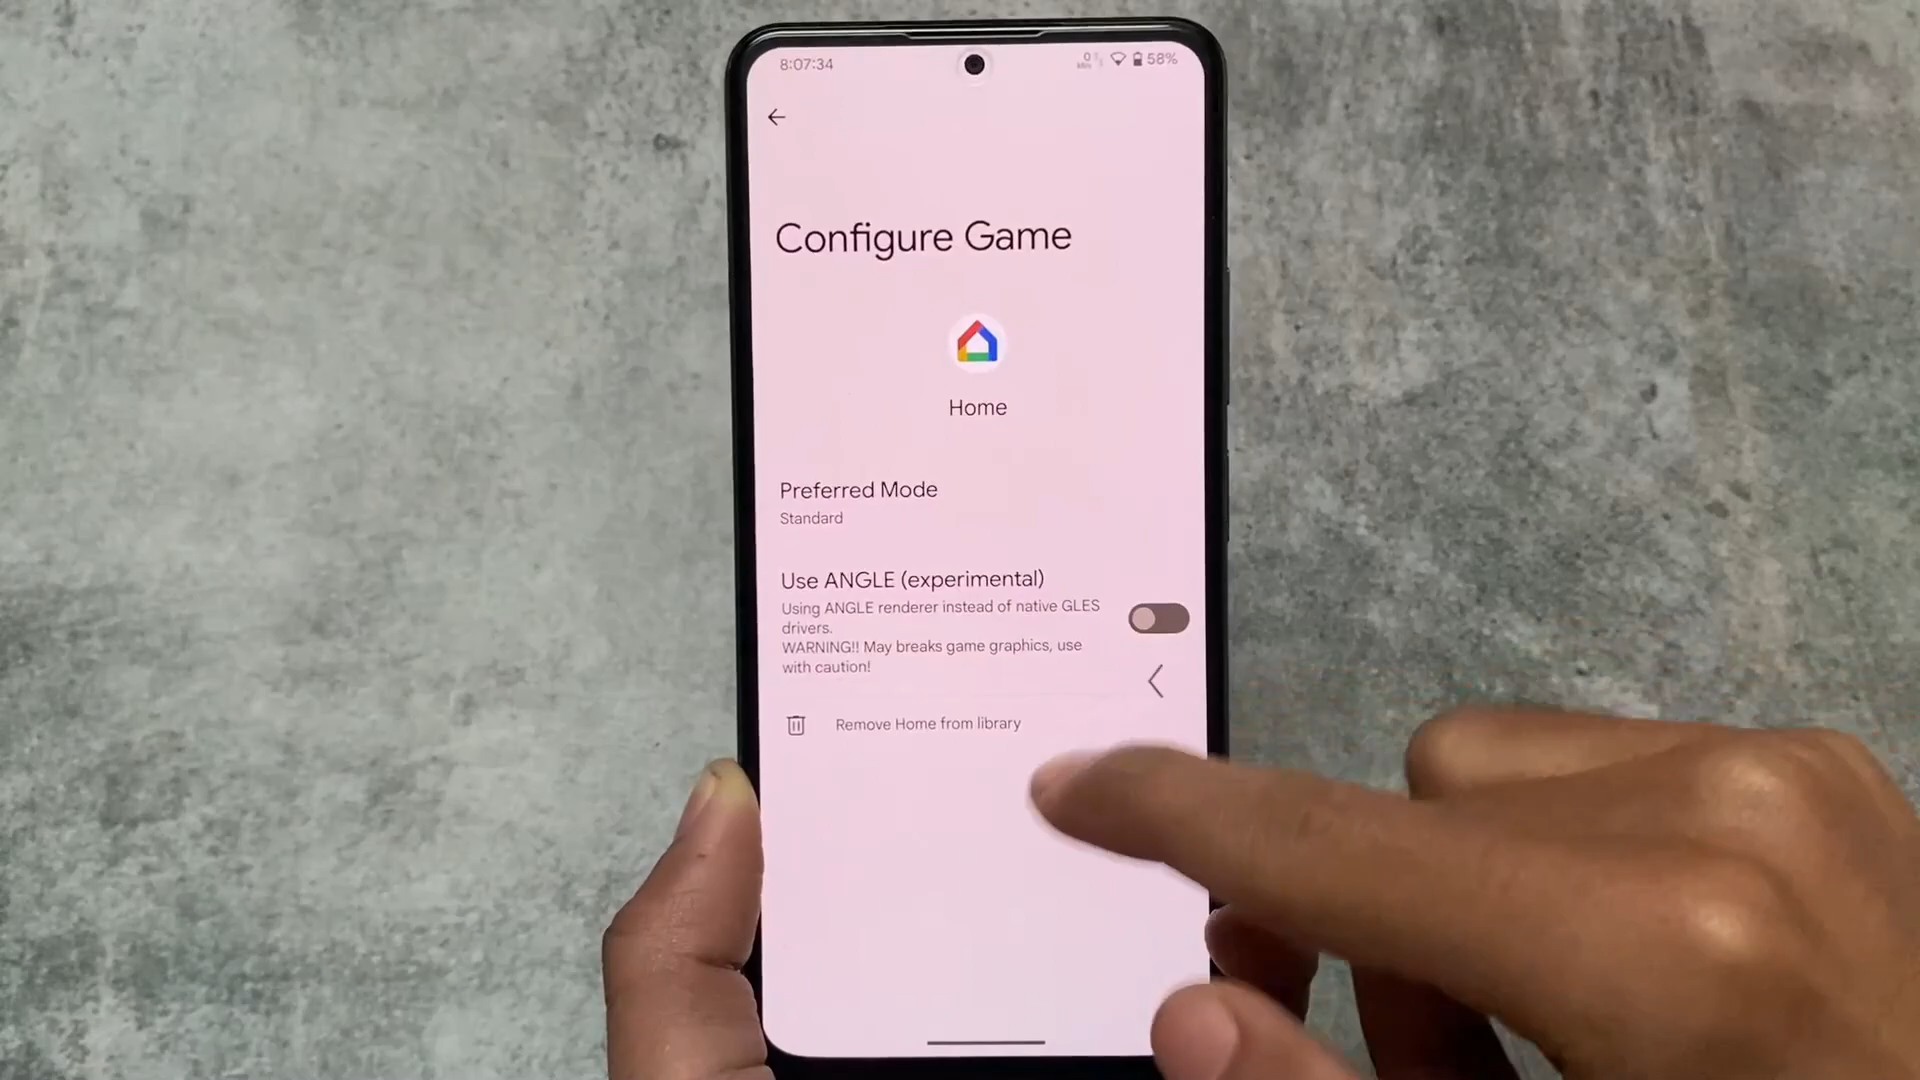 8:07:34
0
58%
Configure Game
Home
Preferred Mode
Standard
Use ANGLE (experimental)
Using ANGLE renderer instead of native GLES
drivers.
WARNING!! May breaks game graphics, use
with caution!
Remove Home from library